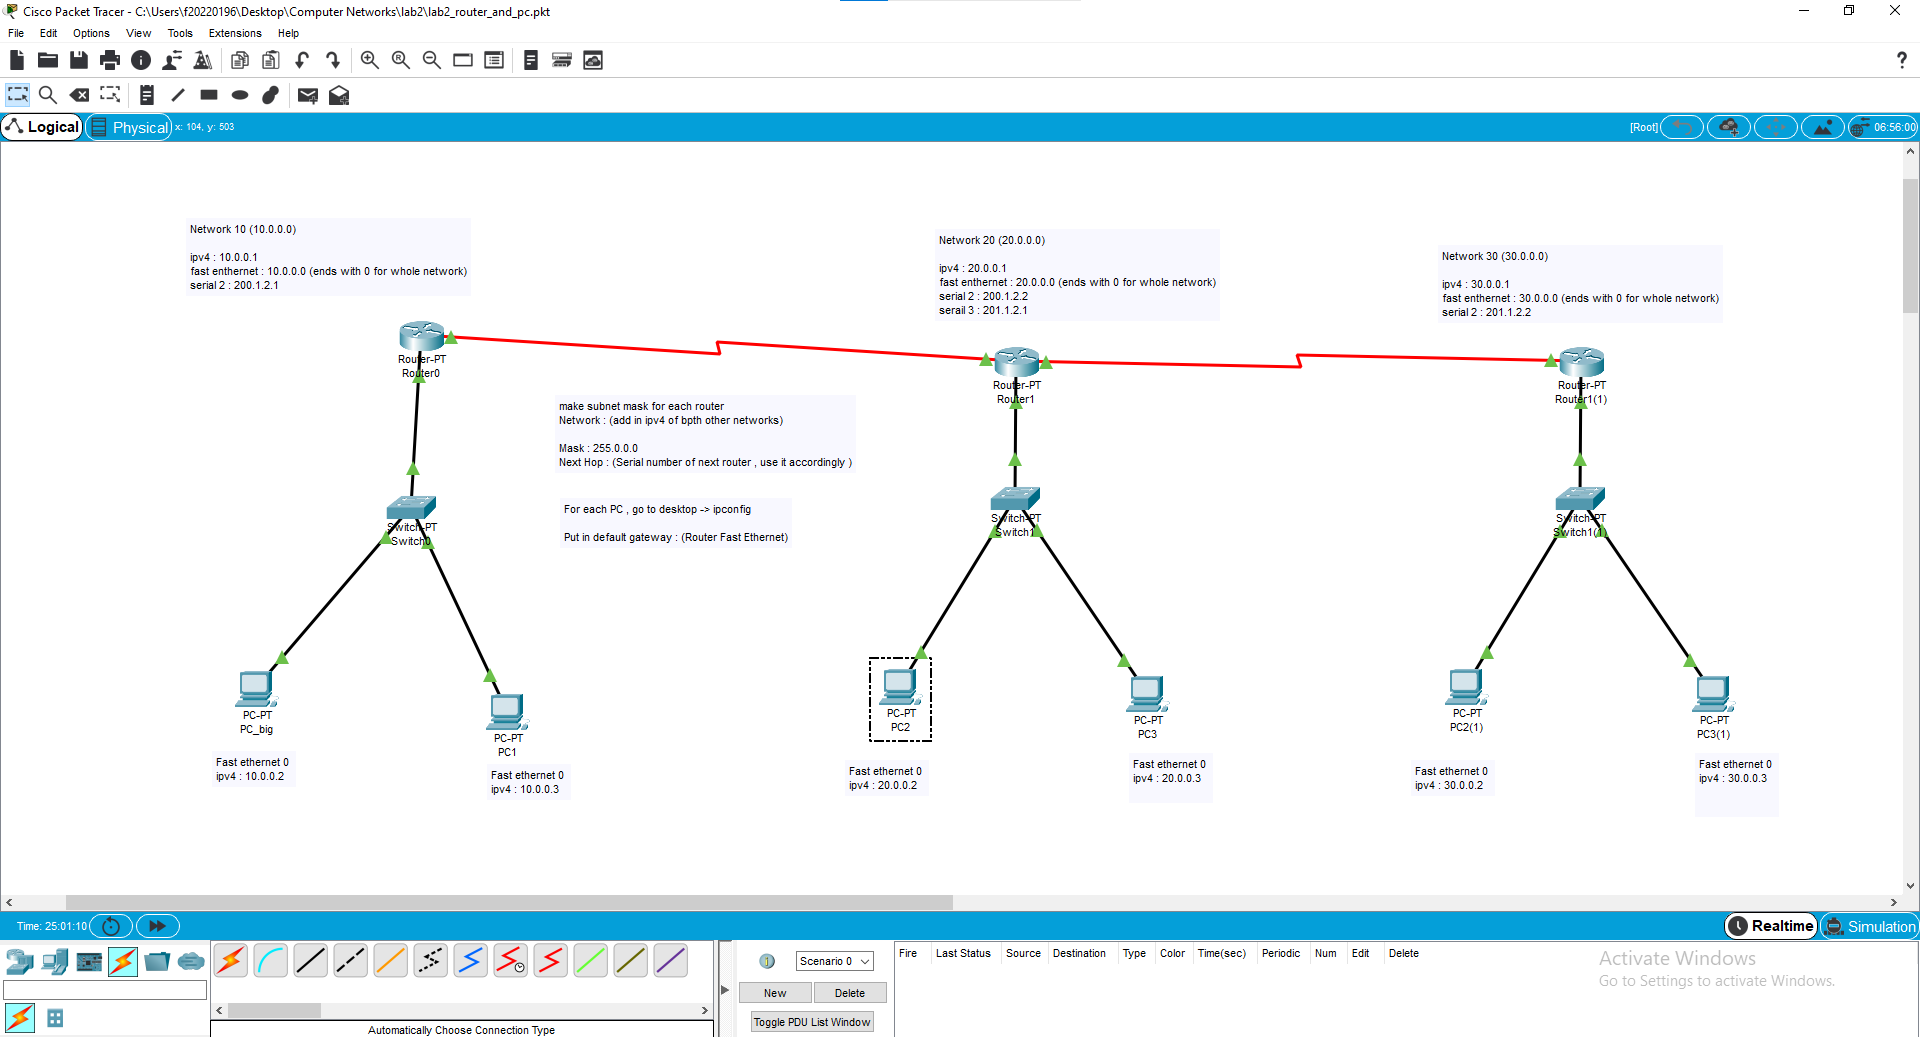 Cisco Packet Tracer - C:\Users\f20220196\Desktop\Computer Networks\lab2\lab2_router_and_pc.pkt
File Edit Options View Tools Extensions Help
Logical Physical x: 104, y: 503 [Root] 06:56:00
Network 10 (10.0.0.0)
ipv4 : 10.0.0.1
fast enthernet : 10.0.0.0 (ends with 0 for whole network)
serial 2 : 200.1.2.1
Network 20 (20.0.0.0)
ipv4 : 20.0.0.1
fast enthernet : 20.0.0.0 (ends with 0 for whole network)
serial 2 : 200.1.2.2
serail 3 : 201.1.2.1
Network 30 (30.0.0.0)
ipv4 : 30.0.0.1
fast enthernet : 30.0.0.0 (ends with 0 for whole network)
serial 2 : 201.1.2.2
Router-PT
Router0
Router-PT
Router1
Router-PT
Router1(1)
make subnet mask for each router
Network : (add in ipv4 of bpth other networks)
Mask : 255.0.0.0
Next Hop : (Serial number of next router , use it accordingly )
For each PC , go to desktop -> ipconfig
Put in default gateway : (Router Fast Ethernet)
Switch-PT
Switch0
Switch-PT
Switch1
Switch-PT
Switch1(1)
PC-PT
PC_big
PC-PT
PC1
PC-PT
PC2
PC-PT
PC3
PC-PT
PC2(1)
PC-PT
PC3(1)
Fast ethernet 0
ipv4 : 10.0.0.2
Fast ethernet 0
ipv4 : 10.0.0.3
Fast ethernet 0
ipv4 : 20.0.0.2
Fast ethernet 0
ipv4 : 20.0.0.3
Fast ethernet 0
ipv4 : 30.0.0.2
Fast ethernet 0
ipv4 : 30.0.0.3
Time: 25:01:10 Realtime Simulation
Scenario 0
New Delete
Toggle PDU List Window
Fire Last Status Source Destination Type Color Time(sec) Periodic Num Edit Delete
Automatically Choose Connection Type
Activate Windows
Go to Settings to activate Windows.